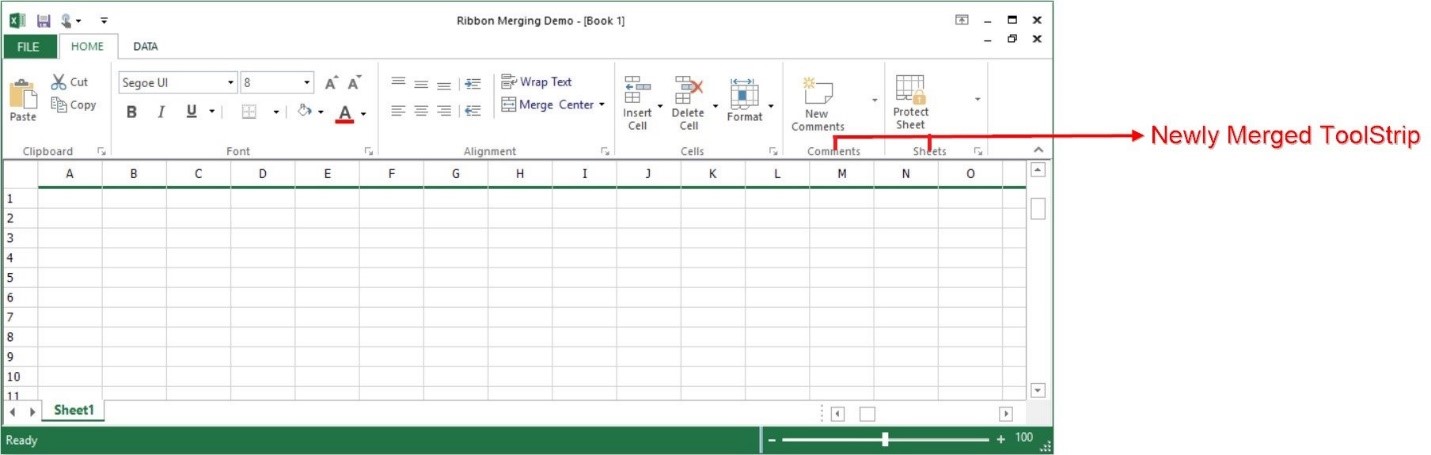 Ribbon Merging Demo - [Book 1]
FILE HOME DATA
Cut
Copy
Paste
Segoe UI 8 A A
B I U A
Wrap Text
Merge Center
Insert Cell
Delete Cell
Format
New Comments
Protect Sheet
Newly Merged ToolStrip
Clipboard Font Alignment Cells Comments Sheets
A B C D E F G H I J K L M N O
1
2
3
4
5
6
7
8
9
10
11
Sheet1
Ready - + 100